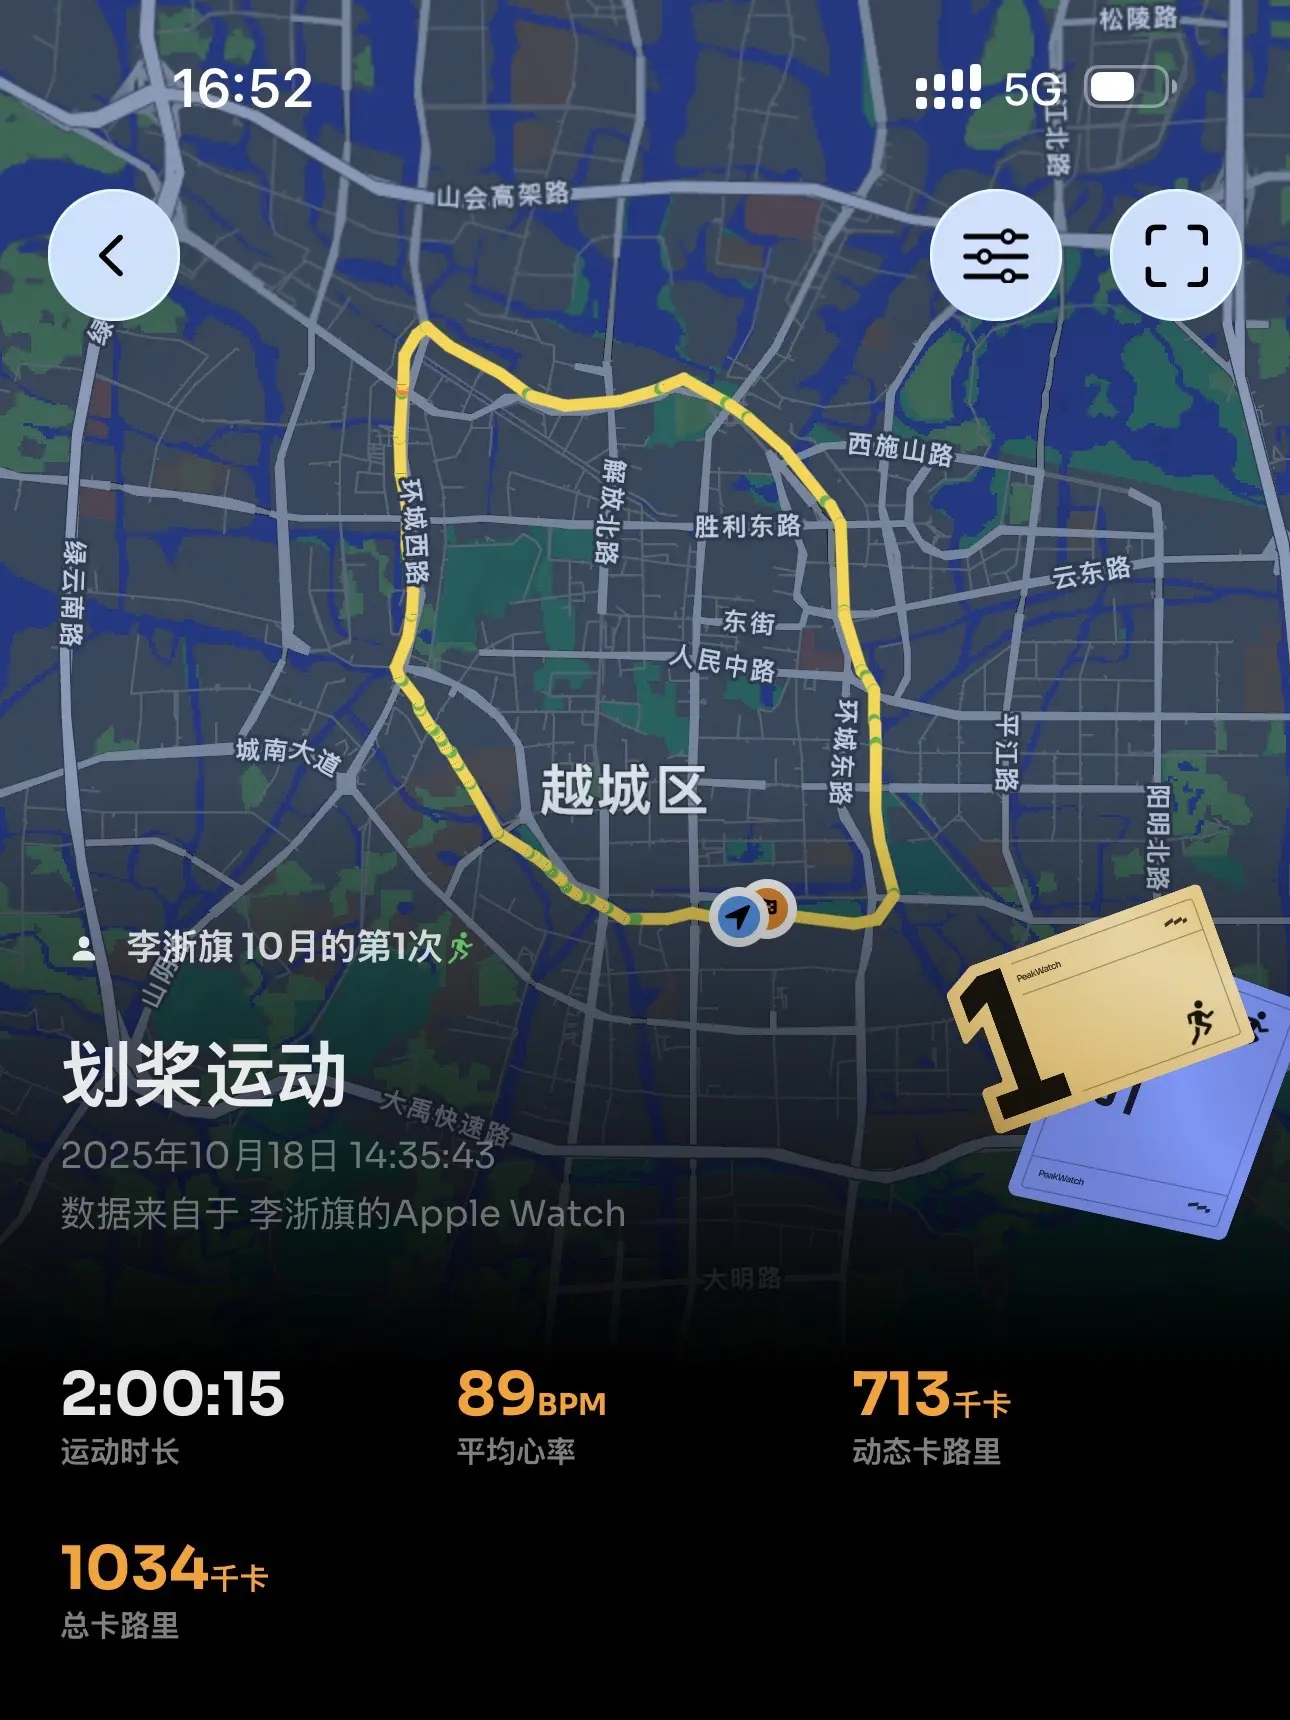 松陵路
16:52
5G
江北路
山会高架路
绿
西施山路
解放北路
环城西路
胜利东路
绿云南路
云东路
东街
人民中路
环城东路
平江路
城南大道
越城区
阳明北路
李浙旗 10月的第1次
山阴
PeakWatch
1
划桨运动
大禹快速路
2025年10月18日 14:35:43
PeakWatch
数据来自于 李浙旗的Apple Watch
大明路
2:00:15
89BPM
713千卡
运动时长
平均心率
动态卡路里
1034千卡
总卡路里